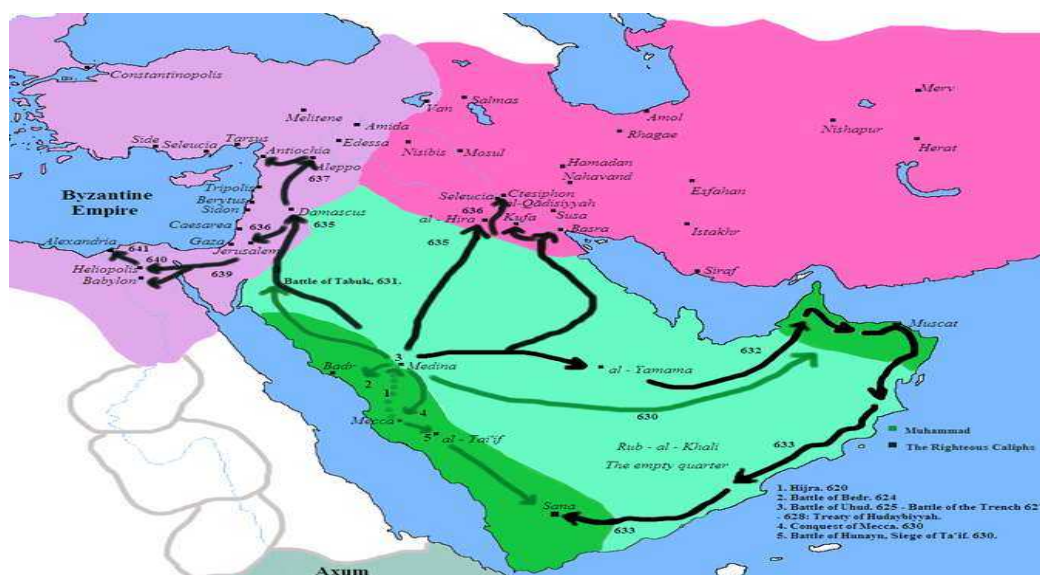 Constantinopolis
Melitene
Amida
Van
Salmas
Side
Seleucia
Tarsus
Antiochia
Edessa
Nisibis
Mosul
Aleppo
637
Amol
Rhagae
Merv
Nishapur
Herat
Hamadan
Nahavand
Esfahan
Istakhr
Siraf
Byzantine
Empire
Tripolis
Berytus
Sidon
Damascus
Caesarea
636
635
Gaza
Jerusalem
Alexandria
641
640
639
Heliopolis
Babylon
Seleucia
Ctesiphon
al-Qâdisiyyah
636
al - Hira
Kufa
Susa
Basra
635
Battle of Tabuk, 631.
3
Medina
Badr
2
1
4
Mecca
5
al - Tai'if
al - Yamama
632
630
Muscat
633
Rub - al - Khali
The empty quarter
Sana
633
Axum
Muhammad
The Righteous Caliphs
1. Hijra. 620
2. Battle of Bedr. 624
3. Battle of Uhud. 625 - Battle of the Trench 627
- 628: Treaty of Hudaybiyyah.
4. Conquest of Mecca. 630
5. Battle of Hunayn, Siege of Ta'if. 630.